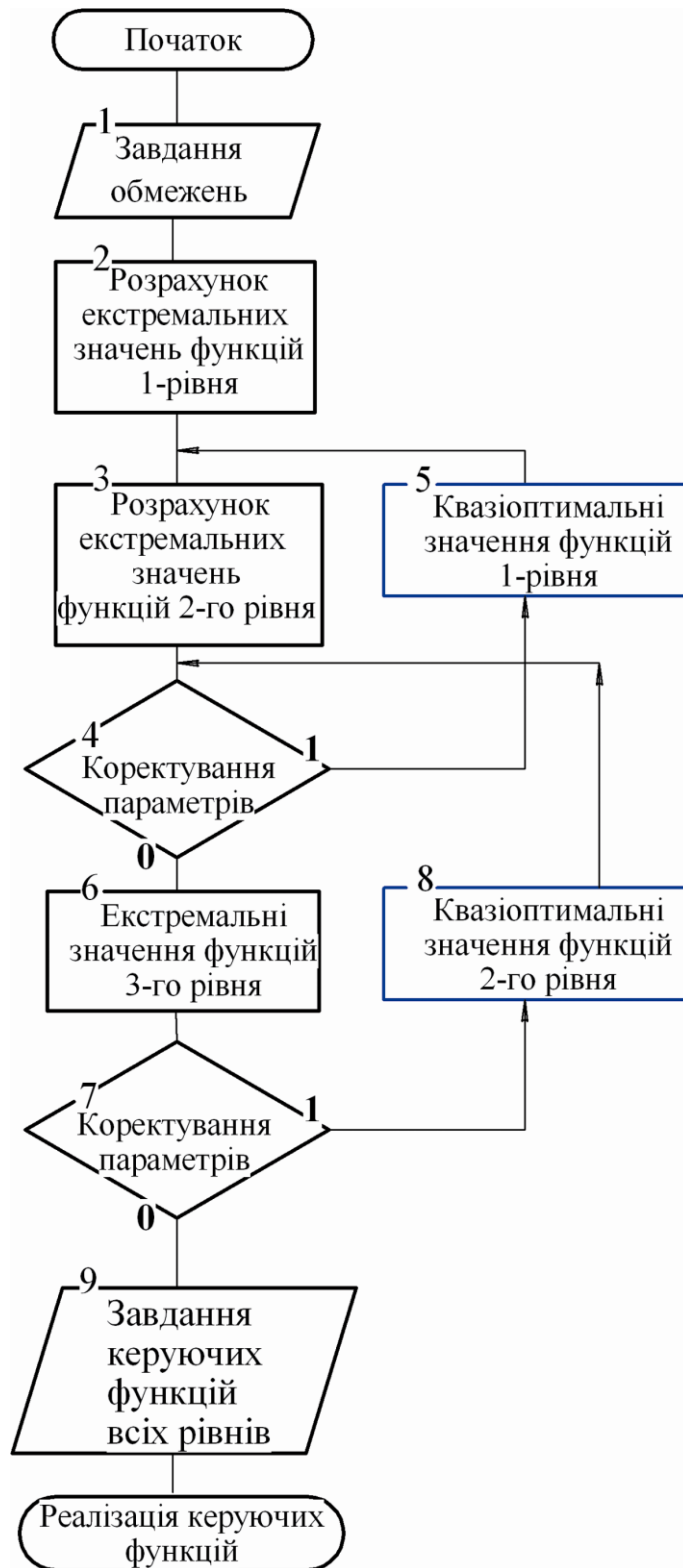 Початок
1
Завдання
обмежень
2
Розрахунок
екстремальних
значень функцій
1-рівня
3
Розрахунок
екстремальних
значень
функцій 2-го рівня
5
Квазіоптимальні
значення функцій
1-рівня
4
1
Коректування
параметрів
0
6
Екстремальні
значення функцій
3-го рівня
8
Квазіоптимальні
значення функцій
2-го рівня
7
1
Коректування
параметрів
0
9
Завдання
керуючих
функцій
всіх рівнів
Реалізація керуючих
функцій